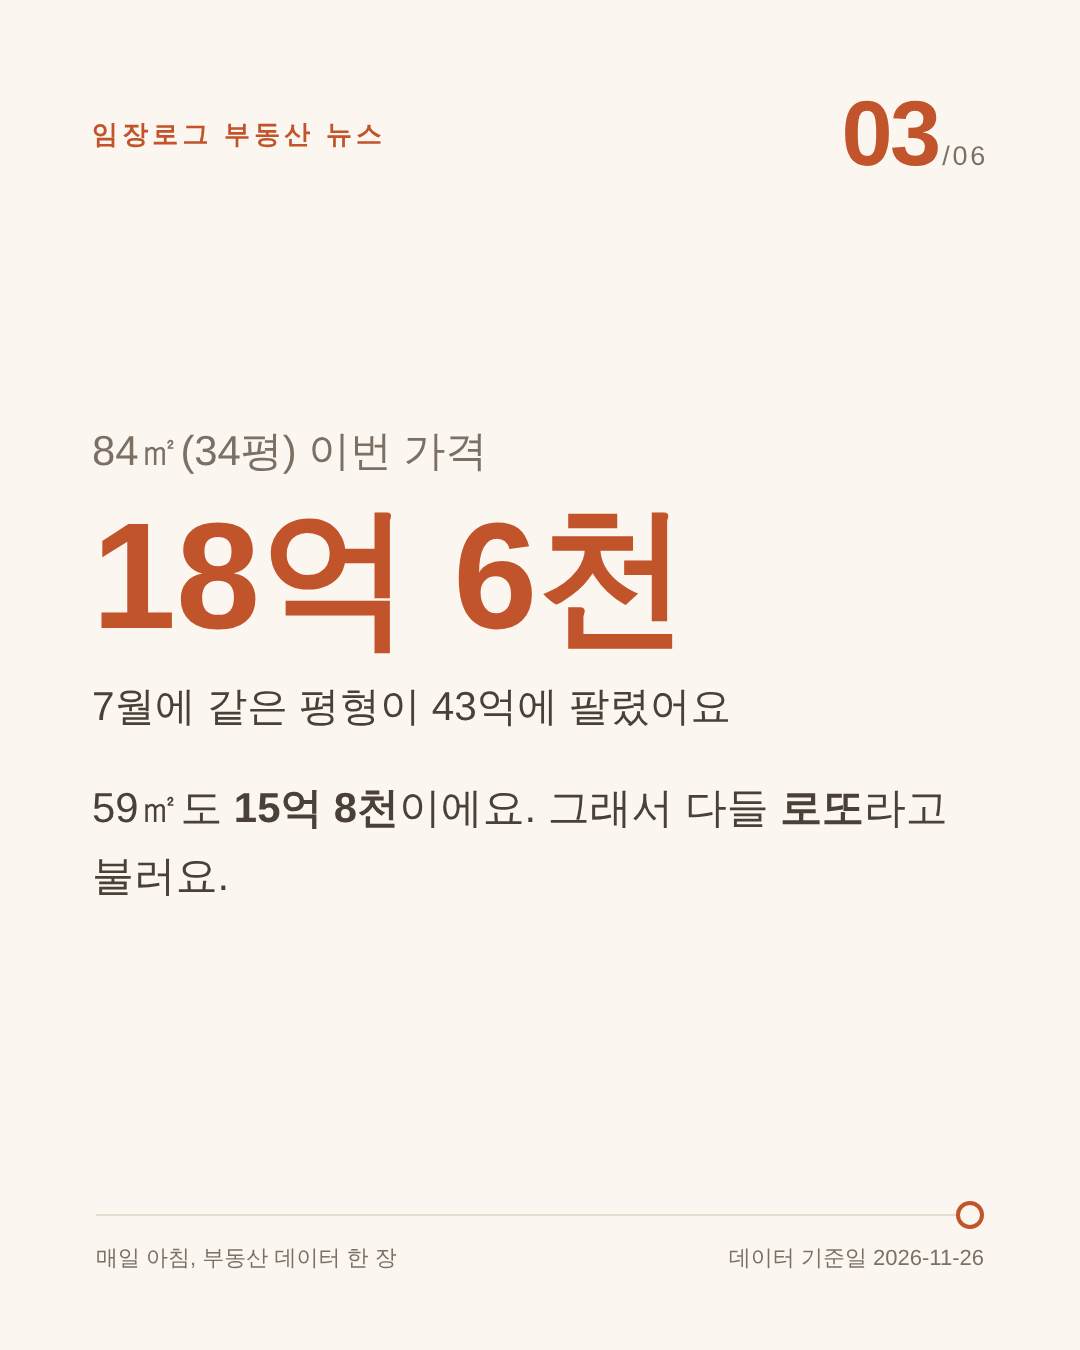 임장로그 부동산 뉴스
03/06
84㎡(34평) 이번 가격
18억 6천
7월에 같은 평형이 43억에 팔렸어요
59㎡도 15억 8천이에요. 그래서 다들 로또라고
불러요.
매일 아침, 부동산 데이터 한 장
데이터 기준일 2026-11-26